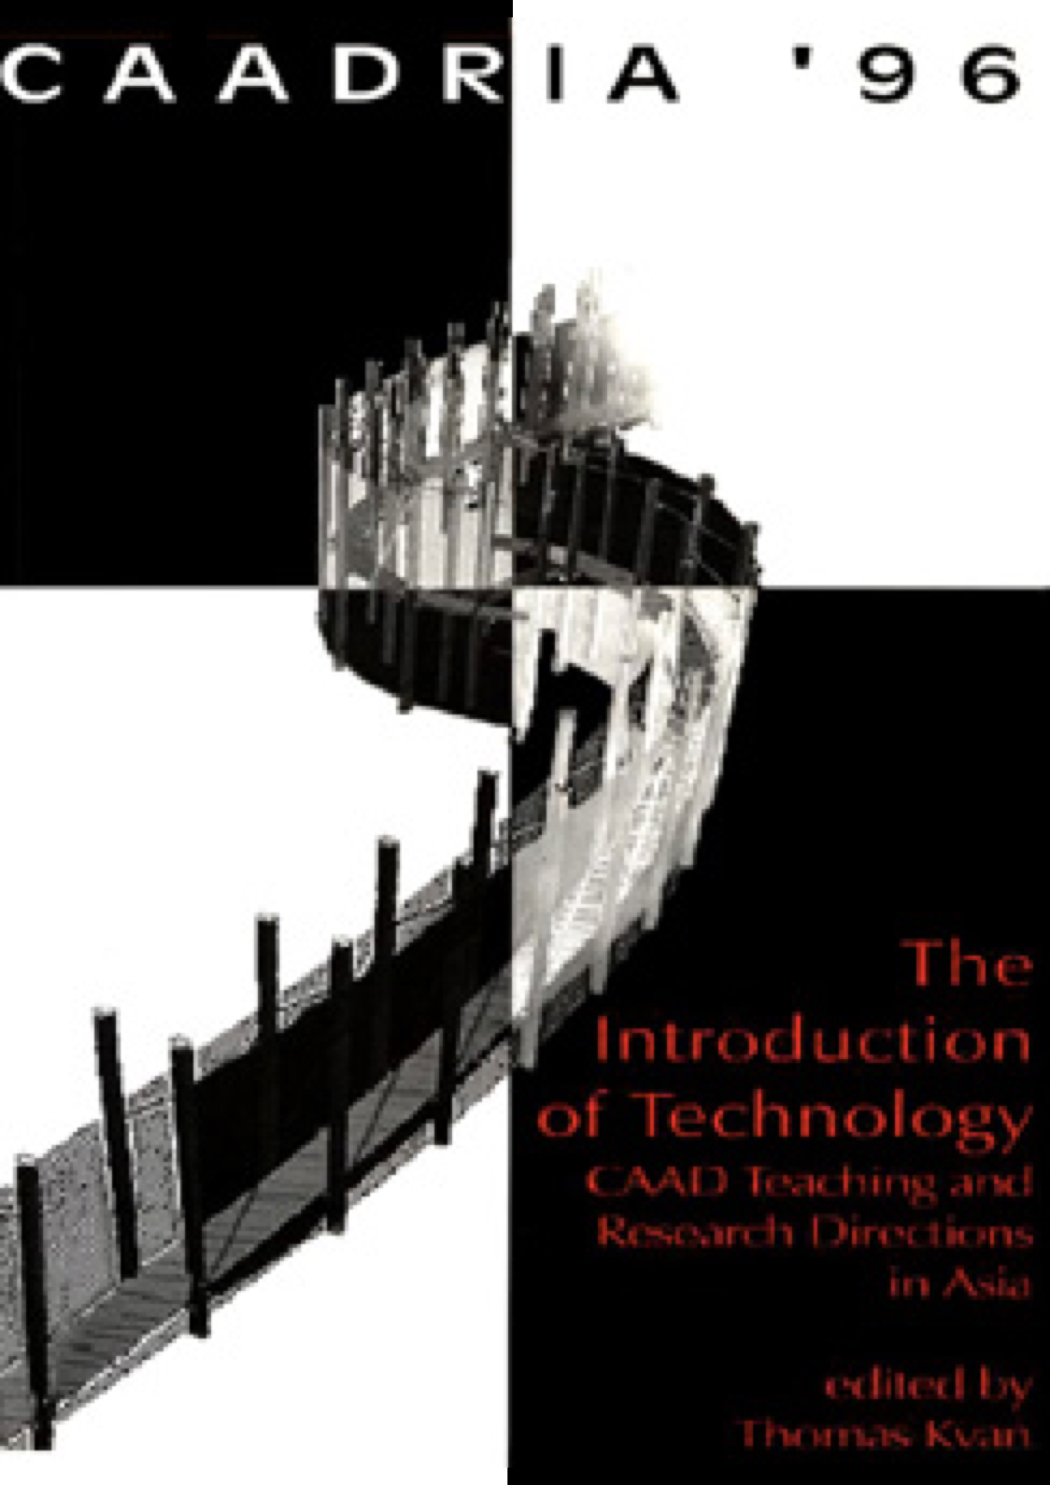 CAADRIA '96
The
Introduction
of Technology
CAAD Teaching and
Research Directions
in Asia
edited by
Thomas Kvan